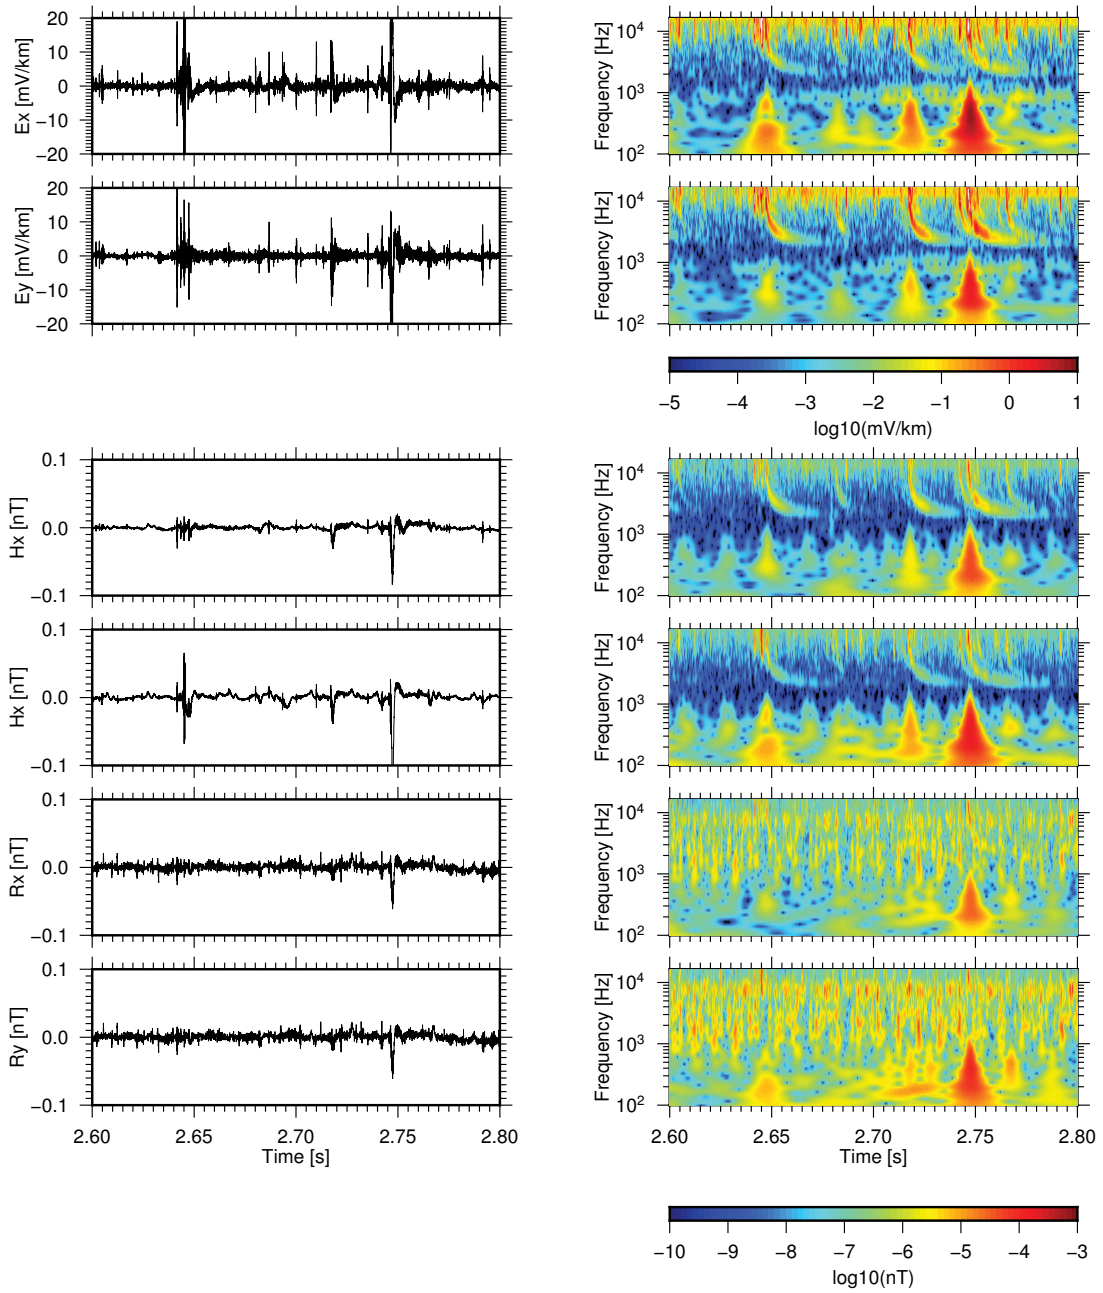 20
10
0
−10
−20
Ex [mV/km]
10⁴
10³
10²
Frequency [Hz]
20
10
0
−10
−20
Ey [mV/km]
10⁴
10³
10²
Frequency [Hz]
−5 −4 −3 −2 −1 0 1
log10(mV/km)
0.1
0.0
−0.1
Hx [nT]
10⁴
10³
10²
Frequency [Hz]
0.1
0.0
−0.1
Hx [nT]
10⁴
10³
10²
Frequency [Hz]
0.1
0.0
−0.1
Rx [nT]
10⁴
10³
10²
Frequency [Hz]
0.1
0.0
−0.1
Ry [nT]
10⁴
10³
10²
Frequency [Hz]
2.60 2.65 2.70 2.75 2.80
Time [s]
2.60 2.65 2.70 2.75 2.80
Time [s]
−10 −9 −8 −7 −6 −5 −4 −3
log10(nT)